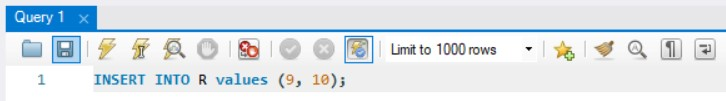 Query 1
Limit to 1000 rows
1 INSERT INTO R values (9, 10);